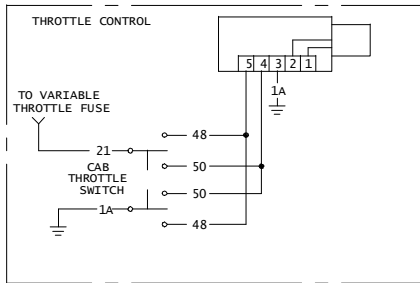 THROTTLE CONTROL
5 4 3 2 1
1A
TO VARIABLE
THROTTLE FUSE
48
21
CAB
THROTTLE
SWITCH
50
50
1A
48